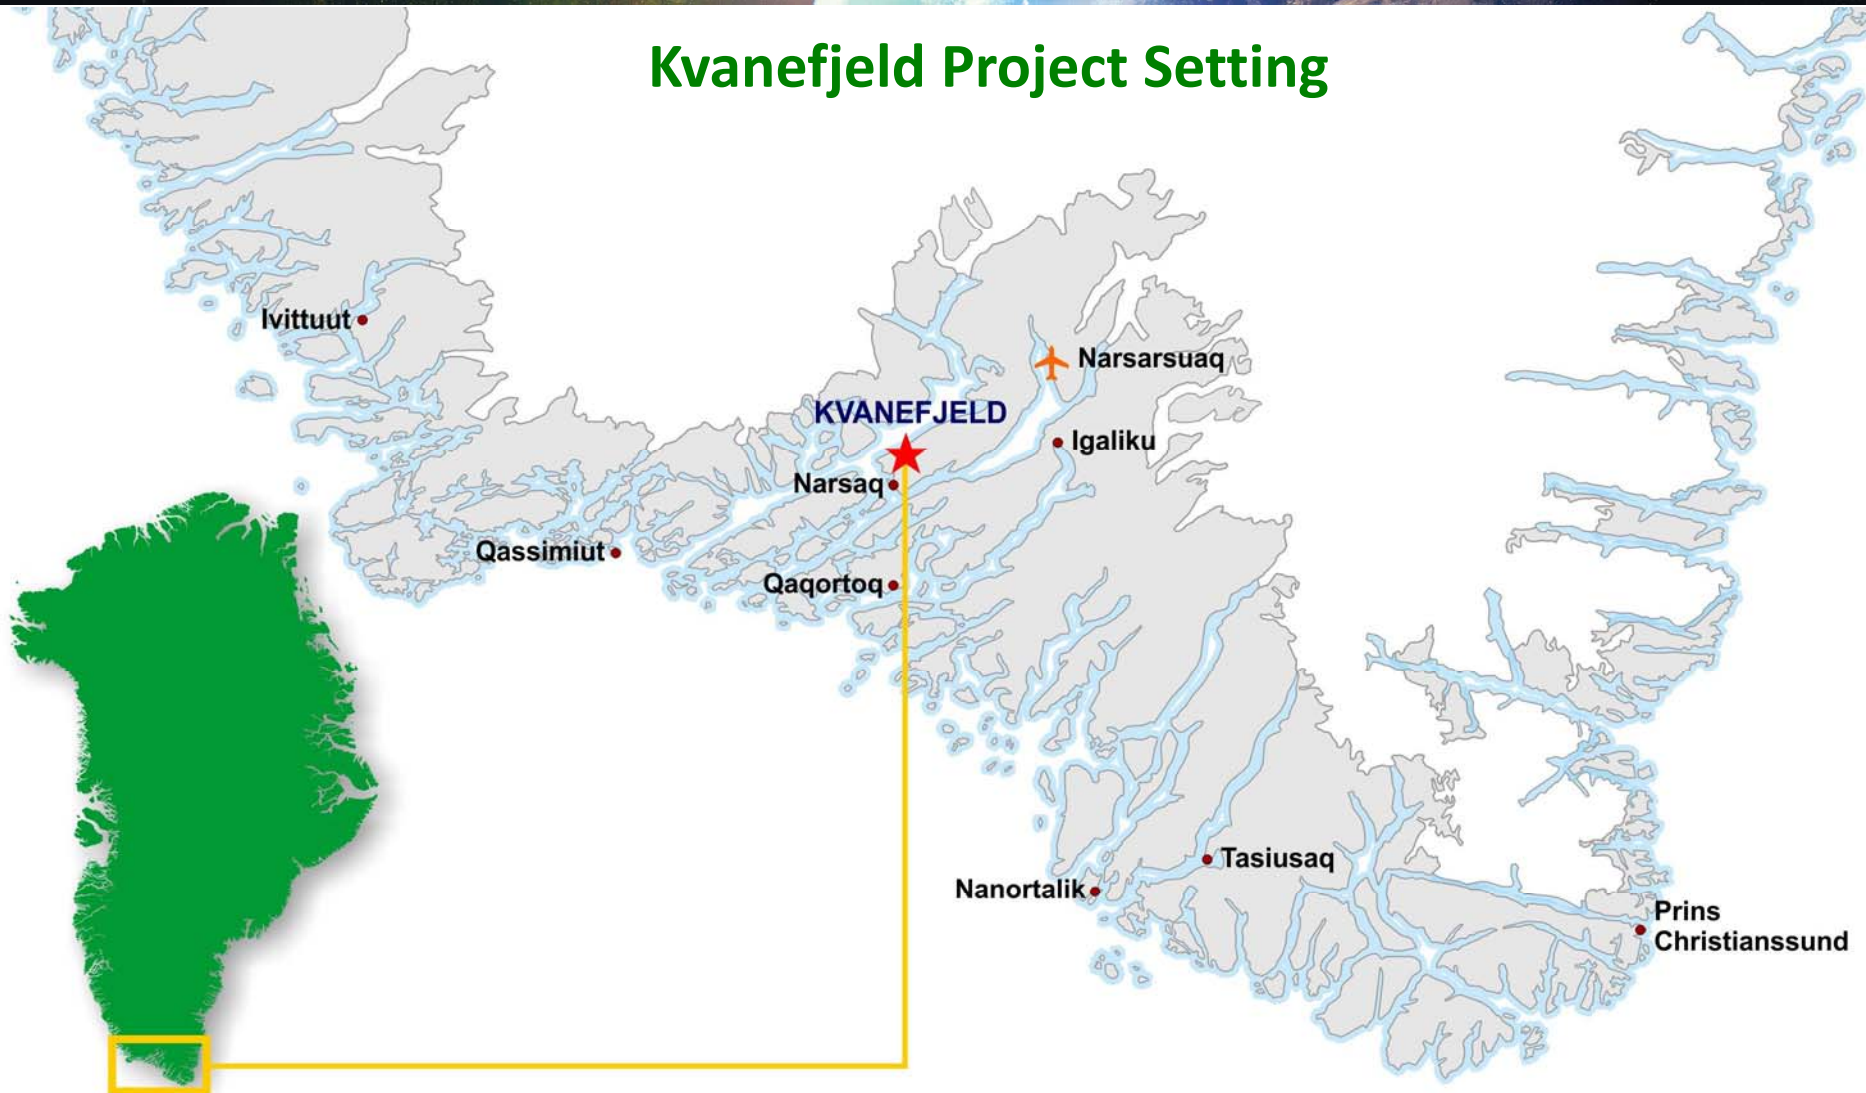 Kvanefjeld Project Setting
Ivittuut
Narsarsuaq
KVANEFJELD
Igaliku
Narsaq
Qassimiut
Qaqortoq
Tasiusaq
Nanortalik
Prins
Christianssund